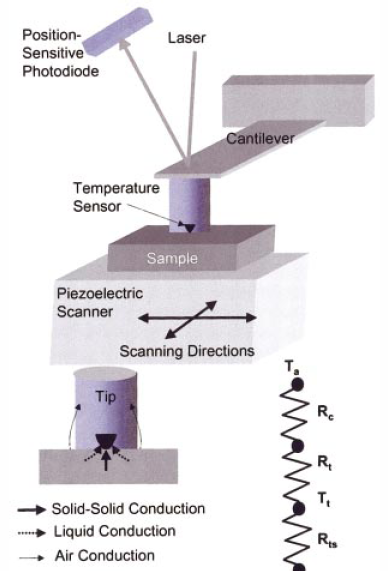 Position-
Sensitive
Photodiode
Laser
Cantilever
Temperature
Sensor
Sample
Piezoelectric
Scanner
Scanning Directions
Tip
Solid-Solid Conduction
Liquid Conduction
Air Conduction
Ta
Rc
Rt
Tt
Rts